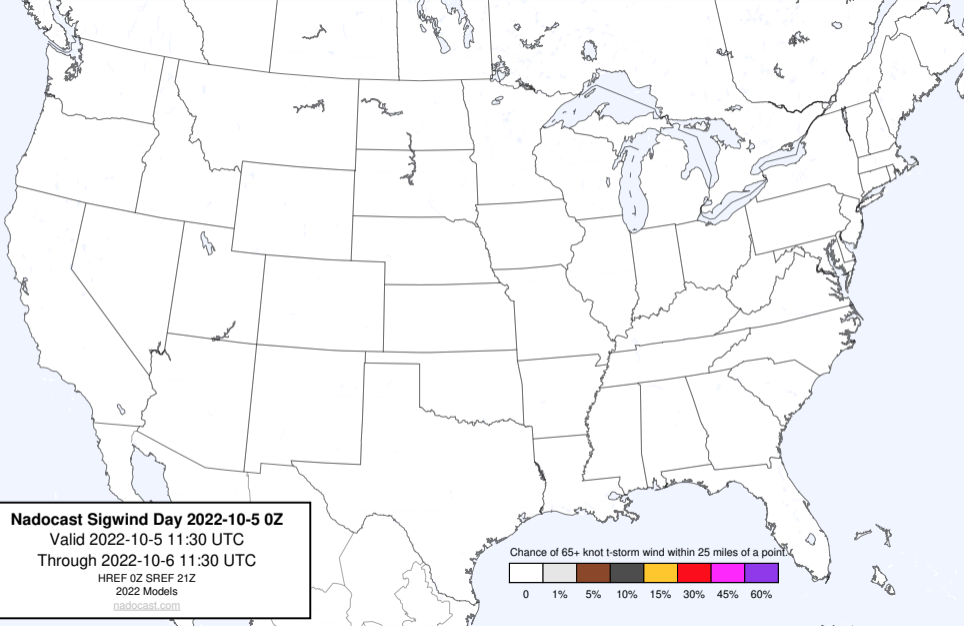 Nadocast Sigwind Day 2022-10-5 0Z
Valid 2022-10-5 11:30 UTC
Through 2022-10-6 11:30 UTC
HREF 0Z SREF 21Z
2022 Models
nadocast.com
Chance of 65+ knot t-storm wind within 25 miles of a point.
0 1% 5% 10% 15% 30% 45% 60%